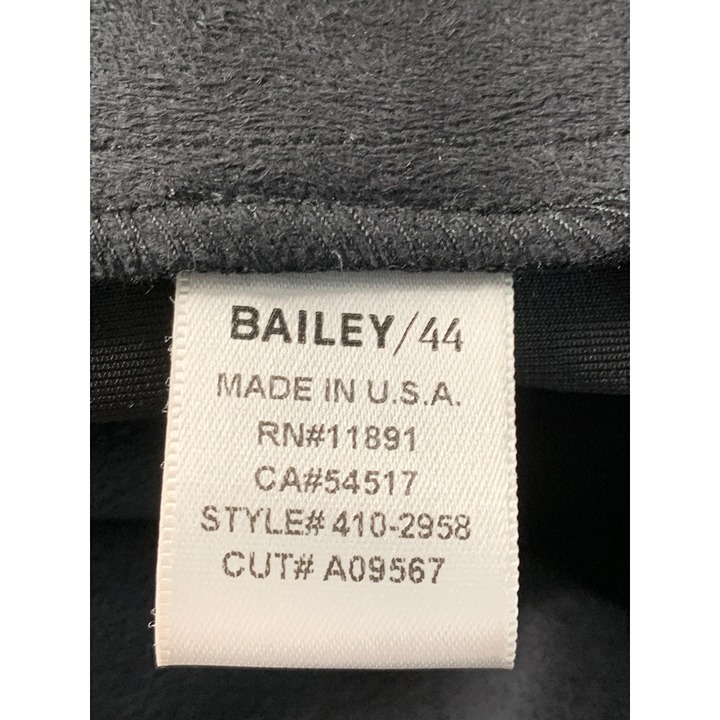 BAILEY/44
MADE IN U.S.A.
RN#11891
CA#54517
STYLE# 410-2958
CUT# A09567